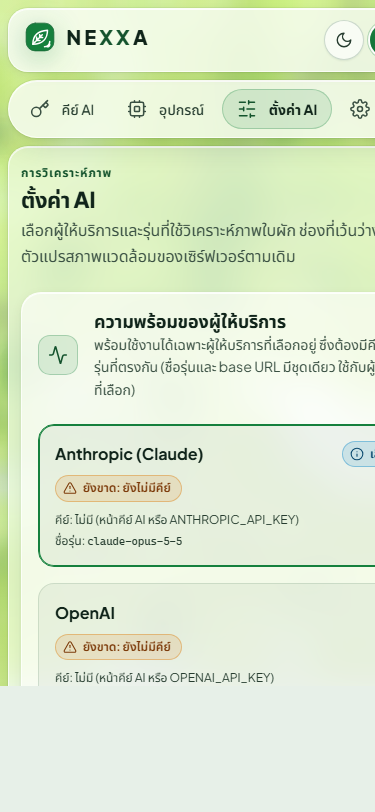 NEXXA
คีย์ AI
อุปกรณ์
ตั้งค่า AI
การวิเคราะห์ภาพ
ตั้งค่า AI
เลือกผู้ให้บริการและรุ่นที่ใช้วิเคราะห์ภาพใบผัก ช่องที่เว้นว่าง
ตัวแปรสภาพแวดล้อมของเซิร์ฟเวอร์ตามเดิม
ความพร้อมของผู้ให้บริการ
พร้อมใช้งานได้เฉพาะผู้ให้บริการที่เลือกอยู่ ซึ่งต้องมี
รุ่นที่ตรงกัน (ชื่อรุ่นและ base URL มีชุดเดียว ใช้กับ
ที่เลือก)
Anthropic (Claude)
ยังขาด: ยังไม่มีคีย์
คีย์: ไม่มี (หน้าคีย์ AI หรือ ANTHROPIC_API_KEY)
ชื่อรุ่น: claude-opus-5-5
OpenAI
ยังขาด: ยังไม่มีคีย์
คีย์: ไม่มี (หน้าคีย์ AI หรือ OPENAI_API_KEY)